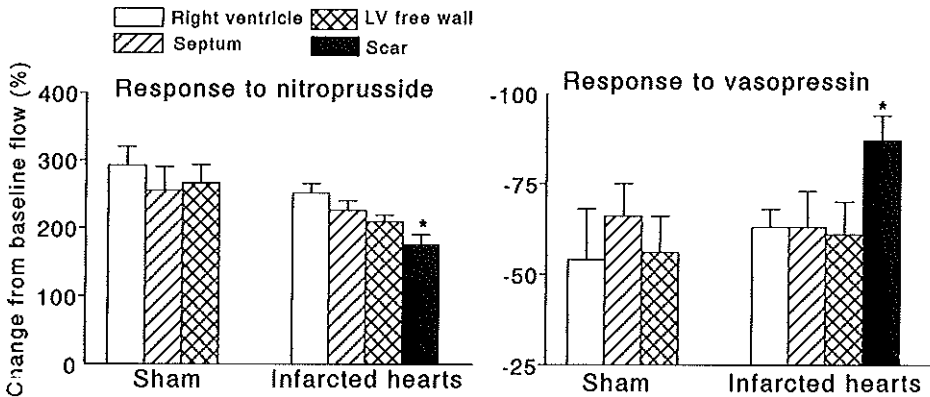 Right ventricle LV free wall
Septum Scar
Change from baseline flow (%)
Response to nitroprusside
400
300
200
100
0
*
Sham Infarcted hearts
Response to vasopressin
-100
-75
-50
-25
*
Sham Infarcted hearts